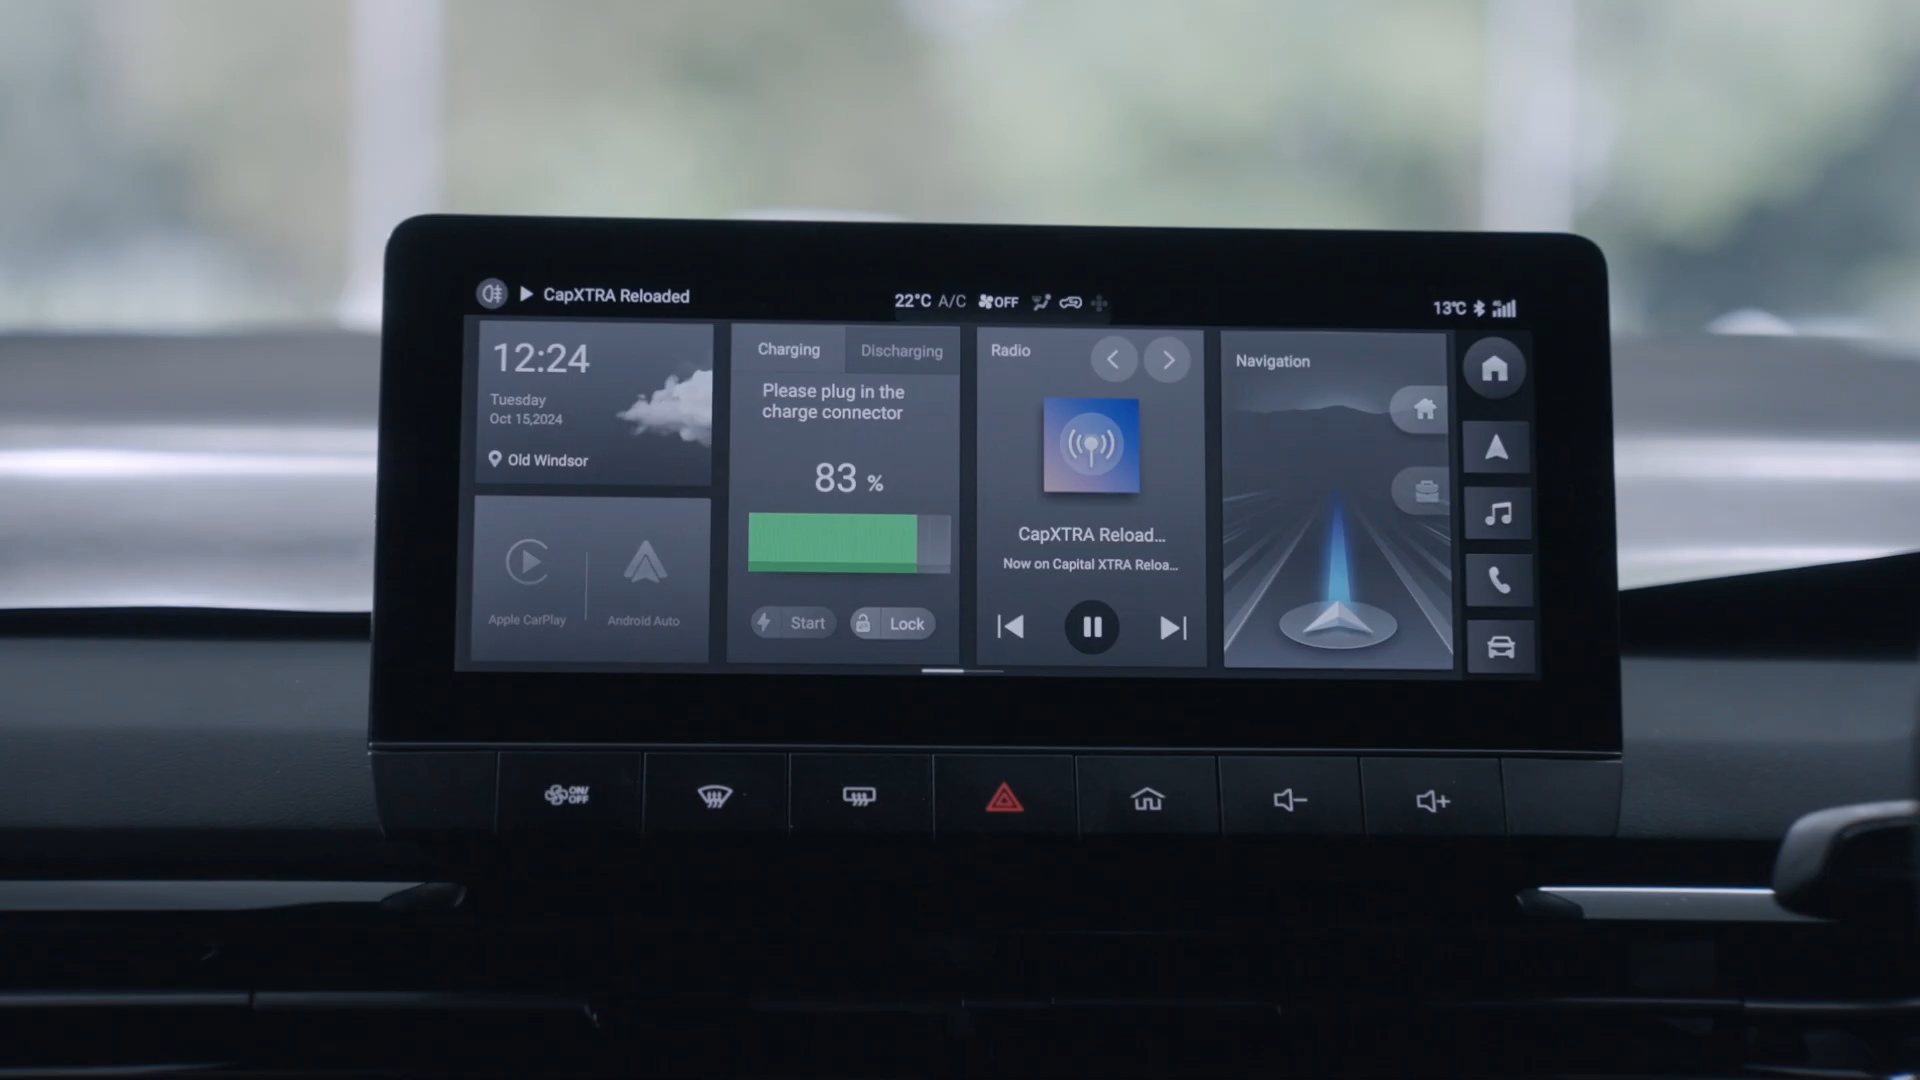 CapXTRA Reloaded
22°C A/C OFF
13°C
12:24
Tuesday
Oct 15,2024
Old Windsor
Apple CarPlay
Android Auto
Charging
Discharging
Please plug in the
charge connector
83 %
Start
Lock
Radio
CapXTRA Reload...
Now on Capital XTRA Reloa...
Navigation
ON/
OFF